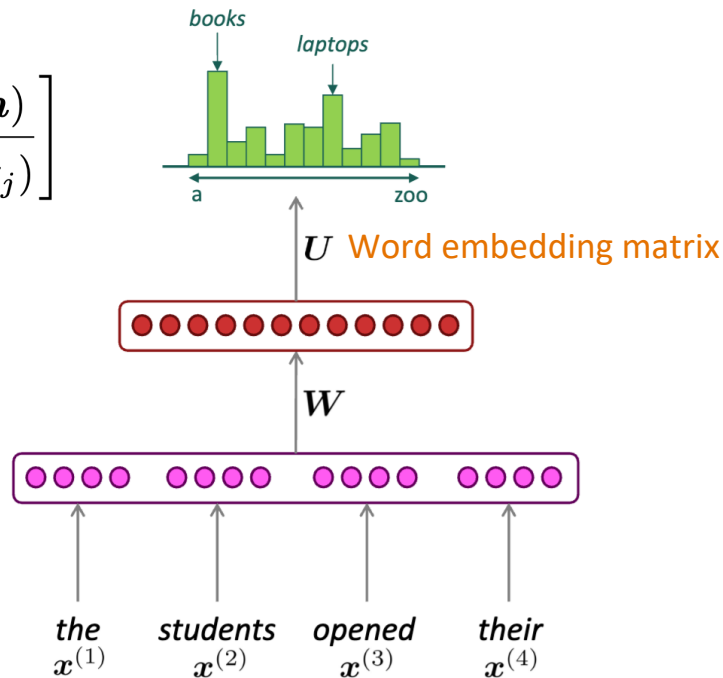 books
laptops
n)
j)]
a zoo
U Word embedding matrix
W
the students opened their
x^(1) x^(2) x^(3) x^(4)